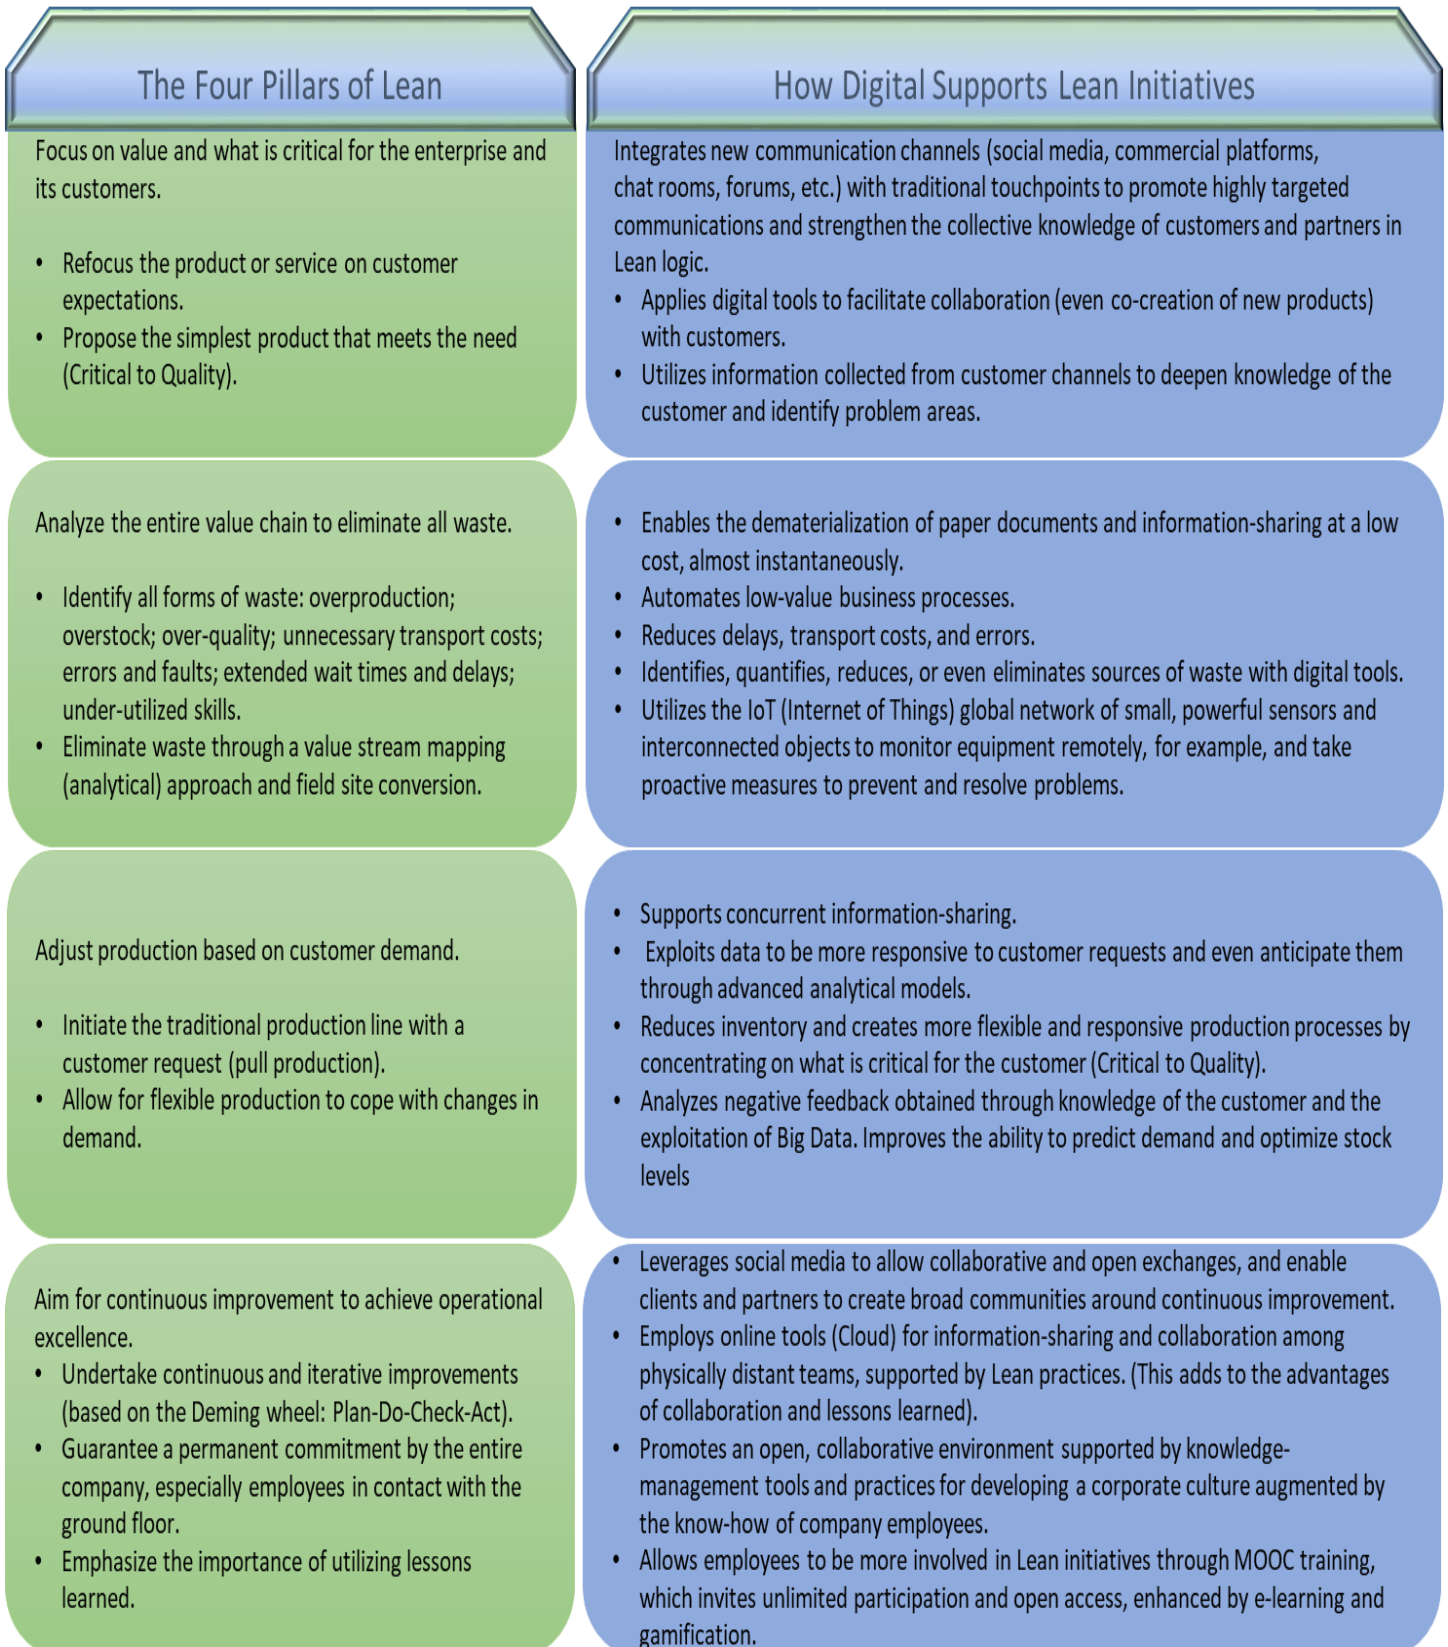 The Four Pillars of Lean
How Digital Supports Lean Initiatives
Focus on value and what is critical for the enterprise and
its customers.
• Refocus the product or service on customer
expectations.
• Propose the simplest product that meets the need
(Critical to Quality).
Integrates new communication channels (social media, commercial platforms,
chat rooms, forums, etc.) with traditional touchpoints to promote highly targeted
communications and strengthen the collective knowledge of customers and partners in
Lean logic.
• Applies digital tools to facilitate collaboration (even co-creation of new products)
with customers.
• Utilizes information collected from customer channels to deepen knowledge of the
customer and identify problem areas.
Analyze the entire value chain to eliminate all waste.
• Identify all forms of waste: overproduction;
overstock; over-quality; unnecessary transport costs;
errors and faults; extended wait times and delays;
under-utilized skills.
• Eliminate waste through a value stream mapping
(analytical) approach and field site conversion.
• Enables the dematerialization of paper documents and information-sharing at a low
cost, almost instantaneously.
• Automates low-value business processes.
• Reduces delays, transport costs, and errors.
• Identifies, quantifies, reduces, or even eliminates sources of waste with digital tools.
• Utilizes the IoT (Internet of Things) global network of small, powerful sensors and
interconnected objects to monitor equipment remotely, for example, and take
proactive measures to prevent and resolve problems.
Adjust production based on customer demand.
• Initiate the traditional production line with a
customer request (pull production).
• Allow for flexible production to cope with changes in
demand.
• Supports concurrent information-sharing.
• Exploits data to be more responsive to customer requests and even anticipate them
through advanced analytical models.
• Reduces inventory and creates more flexible and responsive production processes by
concentrating on what is critical for the customer (Critical to Quality).
• Analyzes negative feedback obtained through knowledge of the customer and the
exploitation of Big Data. Improves the ability to predict demand and optimize stock
levels
Aim for continuous improvement to achieve operational
excellence.
• Undertake continuous and iterative improvements
(based on the Deming wheel: Plan-Do-Check-Act).
• Guarantee a permanent commitment by the entire
company, especially employees in contact with the
ground floor.
• Emphasize the importance of utilizing lessons
learned.
• Leverages social media to allow collaborative and open exchanges, and enable
clients and partners to create broad communities around continuous improvement.
• Employs online tools (Cloud) for information-sharing and collaboration among
physically distant teams, supported by Lean practices. (This adds to the advantages
of collaboration and lessons learned).
• Promotes an open, collaborative environment supported by knowledge-
management tools and practices for developing a corporate culture augmented by
the know-how of company employees.
• Allows employees to be more involved in Lean initiatives through MOOC training,
which invites unlimited participation and open access, enhanced by e-learning and
gamification.